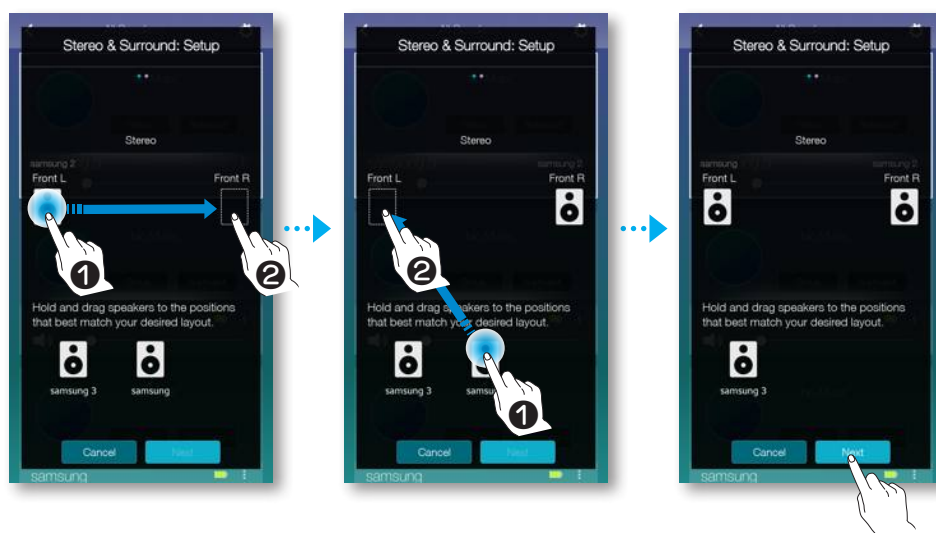 Stereo & Surround: Setup
Stereo
samsung 2
Front L
Front R
1
2
Hold and drag speakers to the positions
that best match your desired layout.
samsung 3
samsung
Cancel
Next
samsung
Stereo & Surround: Setup
Stereo
samsung 2
Front L
Front R
2
Hold and drag speakers to the positions
that best match your desired layout.
samsung 3
1
Cancel
Next
samsung
Stereo & Surround: Setup
Stereo
samsung
samsung 2
Front L
Front R
Hold and drag speakers to the positions
that best match your desired layout.
samsung 3
Cancel
Next
samsung